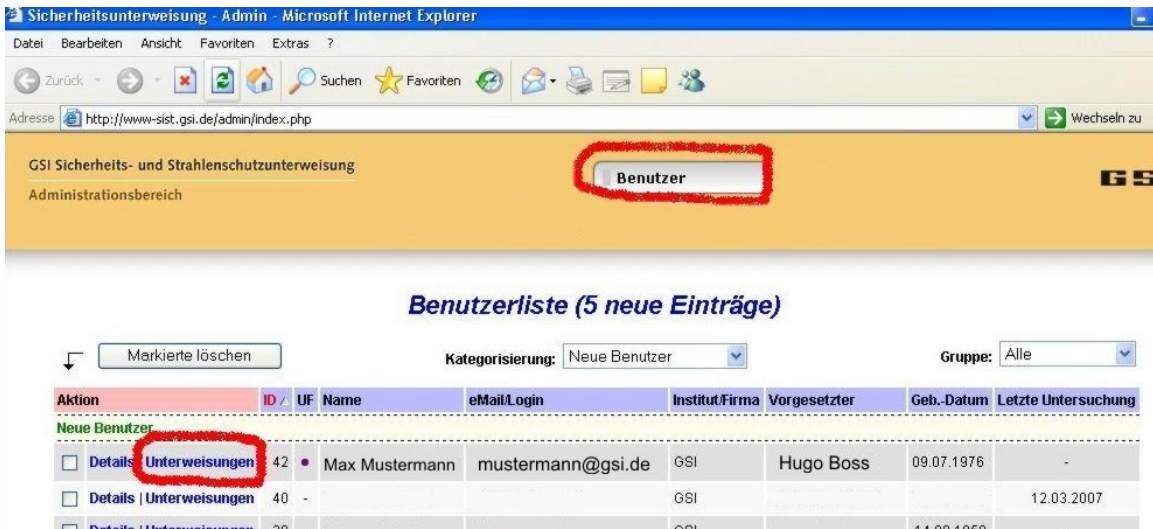 Sicherheitsunterweisung - Admin - Microsoft Internet Explorer
Datei Bearbeiten Ansicht Favoriten Extras ?
Zurück Suchen Favoriten
Adresse http://www-sist.gsi.de/admin/index.php Wechseln zu
GSI Sicherheits- und Strahlenschutzunterweisung
Administrationsbereich
Benutzer
Benutzerliste (5 neue Einträge)
Markierte löschen Kategorisierung: Neue Benutzer Gruppe: Alle
Aktion ID UF Name eMail/Login Institut/Firma Vorgesetzter Geb.-Datum Letzte Untersuchung
Neue Benutzer
Details | Unterweisungen 42 • Max Mustermann mustermann@gsi.de GSI Hugo Boss 09.07.1976 -
Details | Unterweisungen 40 - GSI 12.03.2007
Details | Unterweisungen